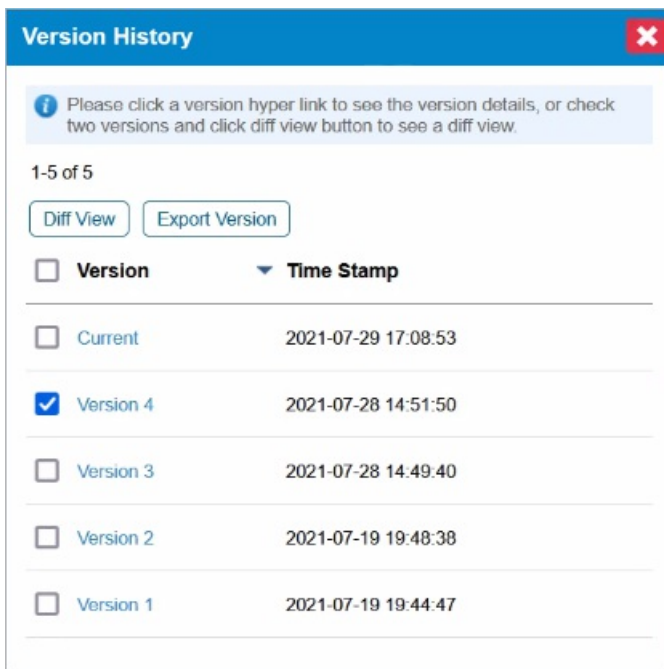 Version History
Please click a version hyper link to see the version details, or check
two versions and click diff view button to see a diff view.
1-5 of 5
Diff View Export Version
Version Time Stamp
Current 2021-07-29 17:08:53
Version 4 2021-07-28 14:51:50
Version 3 2021-07-28 14:49:40
Version 2 2021-07-19 19:48:38
Version 1 2021-07-19 19:44:47